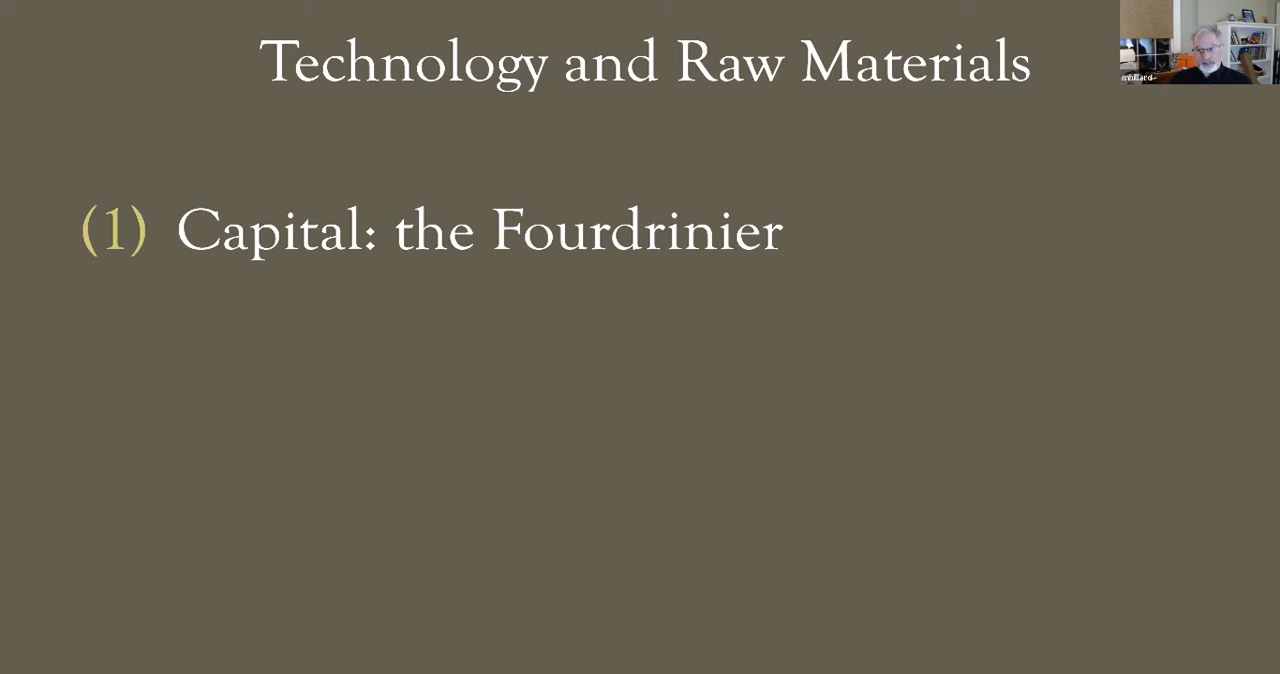 Technology and Raw Materials
(1) Capital: the Fourdrinier